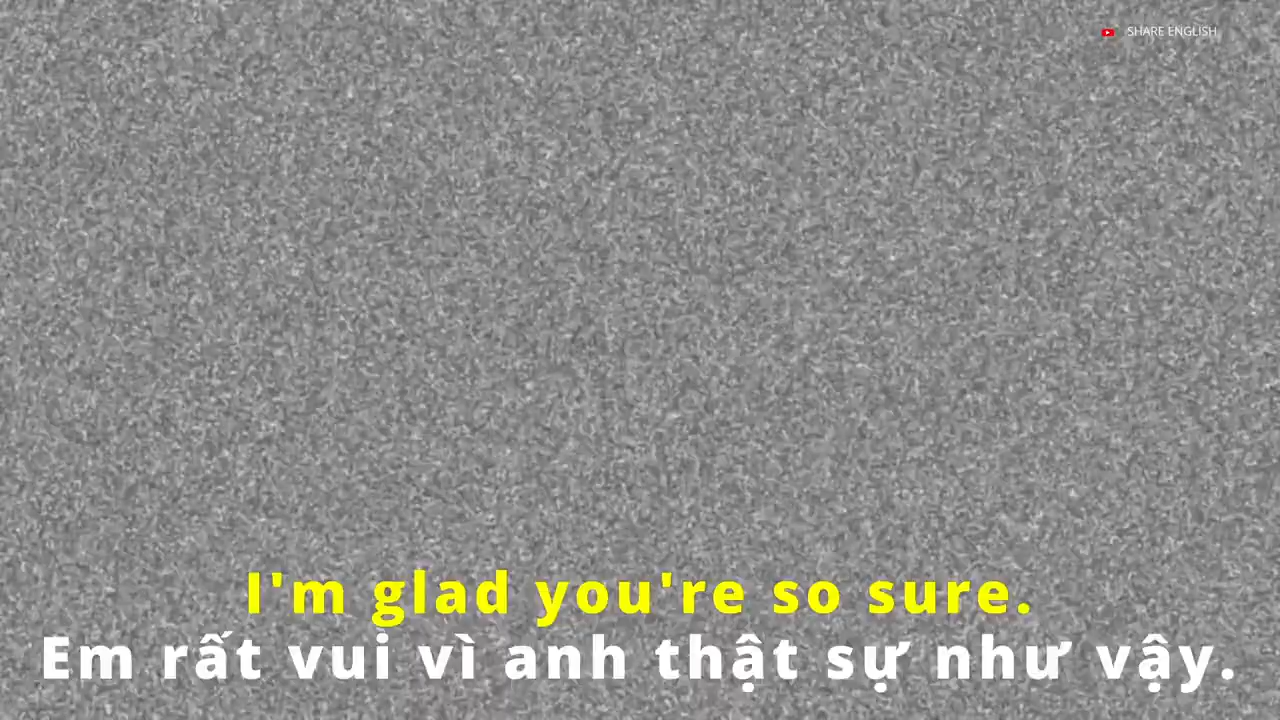 SHARE ENGLISH
I'm glad you're so sure.
Em rất vui vì anh thật sự như vậy.